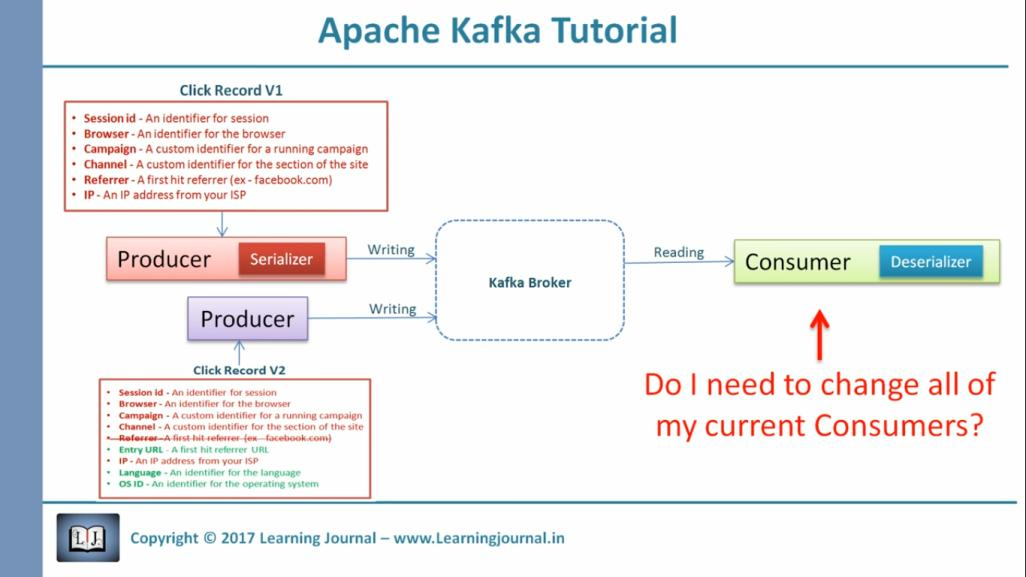 Apache Kafka Tutorial
Click Record V1
• Session id - An identifier for session
• Browser - An identifier for the browser
• Campaign - A custom identifier for a running campaign
• Channel - A custom identifier for the section of the site
• Referrer - A first hit referrer (ex - facebook.com)
• IP - An IP address from your ISP
Producer
Serializer
Writing
Kafka Broker
Reading
Consumer
Deserializer
Producer
Writing
Click Record V2
• Session id - An identifier for session
• Browser - An identifier for the browser
• Campaign - A custom identifier for a running campaign
• Channel - A custom identifier for the section of the site
• Referrer - A first hit referrer (ex - facebook.com)
• Entry URL - A first hit referrer URL
• IP - An IP address from your ISP
• Language - An identifier for the language
• OS ID - An identifier for the operating system
Do I need to change all of
my current Consumers?
LJ
Copyright © 2017 Learning Journal – www.Learningjournal.in